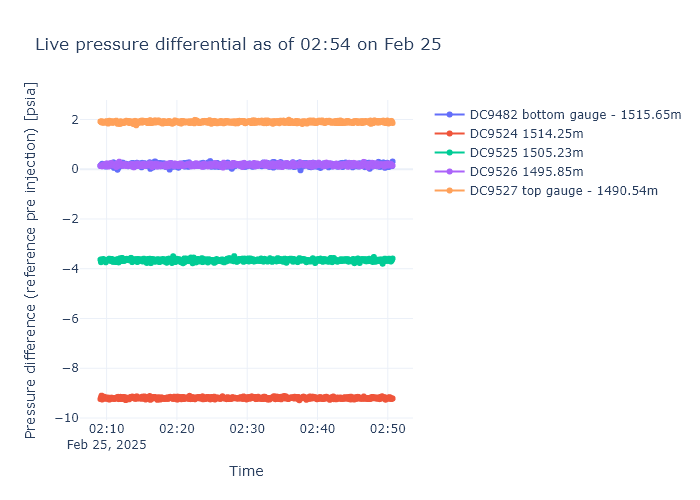 Live pressure differential as of 02:54 on Feb 25
Pressure difference (reference pre injection) [psia]
2
0
−2
−4
−6
−8
−10
02:10
Feb 25, 2025
02:20
02:30
02:40
02:50
Time
DC9482 bottom gauge - 1515.65m
DC9524 1514.25m
DC9525 1505.23m
DC9526 1495.85m
DC9527 top gauge - 1490.54m